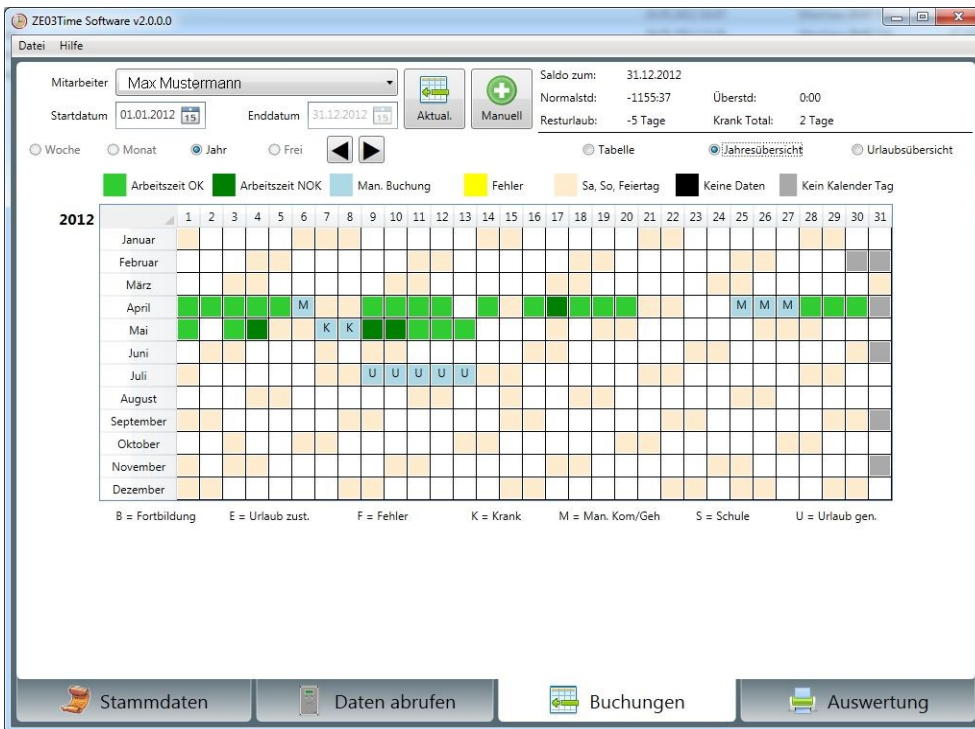 ZE03Time Software v2.0.0.0
Datei Hilfe
Mitarbeiter Max Mustermann
Startdatum 01.01.2012 15 Enddatum 31.12.2012 15
Aktual. Manuell
Saldo zum: 31.12.2012
Normalstd: -1155:37 Überstd: 0:00
Resturlaub: -5 Tage Krank Total: 2 Tage
Woche Monat Jahr Frei Tabelle Jahresübersicht Urlaubsübersicht
Arbeitszeit OK Arbeitszeit NOK Man. Buchung Fehler Sa, So, Feiertag Keine Daten Kein Kalender Tag
2012 1 2 3 4 5 6 7 8 9 10 11 12 13 14 15 16 17 18 19 20 21 22 23 24 25 26 27 28 29 30 31
Januar
Februar
März
April M M M M
Mai K K
Juni
Juli U U U U U
August
September
Oktober
November
Dezember
B = Fortbildung E = Urlaub zust. F = Fehler K = Krank M = Man. Kom/Geh S = Schule U = Urlaub gen.
Stammdaten Daten abrufen Buchungen Auswertung